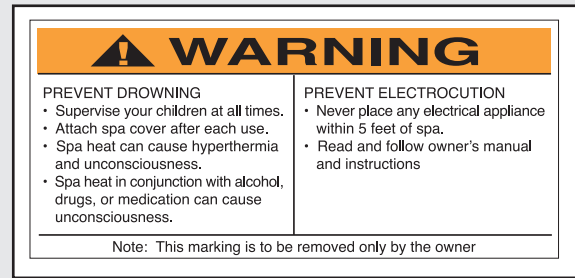 WARNING
PREVENT DROWNING
• Supervise your children at all times.
• Attach spa cover after each use.
• Spa heat can cause hyperthermia
and unconsciousness.
• Spa heat in conjunction with alcohol,
drugs, or medication can cause
unconsciousness.
PREVENT ELECTROCUTION
• Never place any electrical appliance
within 5 feet of spa.
• Read and follow owner's manual
and instructions
Note: This marking is to be removed only by the owner